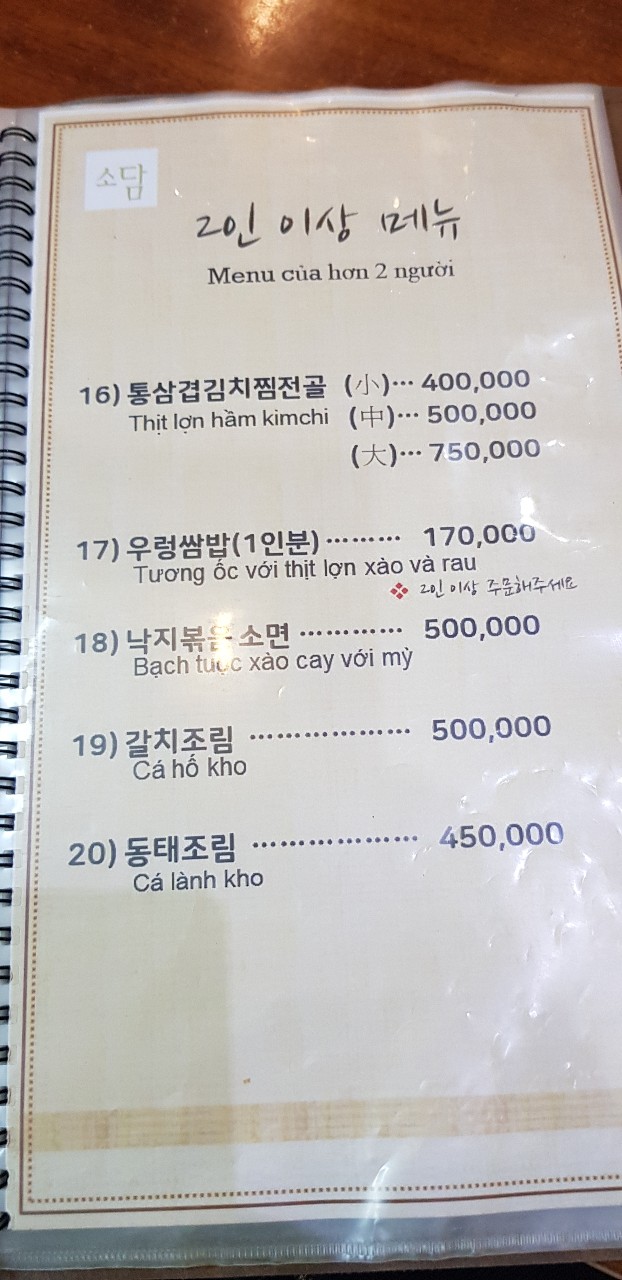 소담
2인 이상 메뉴
Menu của hơn 2 người
16) 통삼겹김치찜전골 (小)… 400,000
Thịt lợn hầm kimchi (中)… 500,000
(大)… 750,000
17) 우렁쌈밥(1인분) ……… 170,000
Tương ốc với thịt lợn xào và rau
❖ 2인 이상 주문해주세요
18) 낙지볶음 소면 ………… 500,000
Bạch tuộc xào cay với mỳ
19) 갈치조림 ……………… 500,000
Cá hố kho
20) 동태조림 ……………… 450,000
Cá lành kho